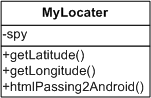 MyLocater
-spy
+getLatitude()
+getLongitude()
+htmlPassing2Android()